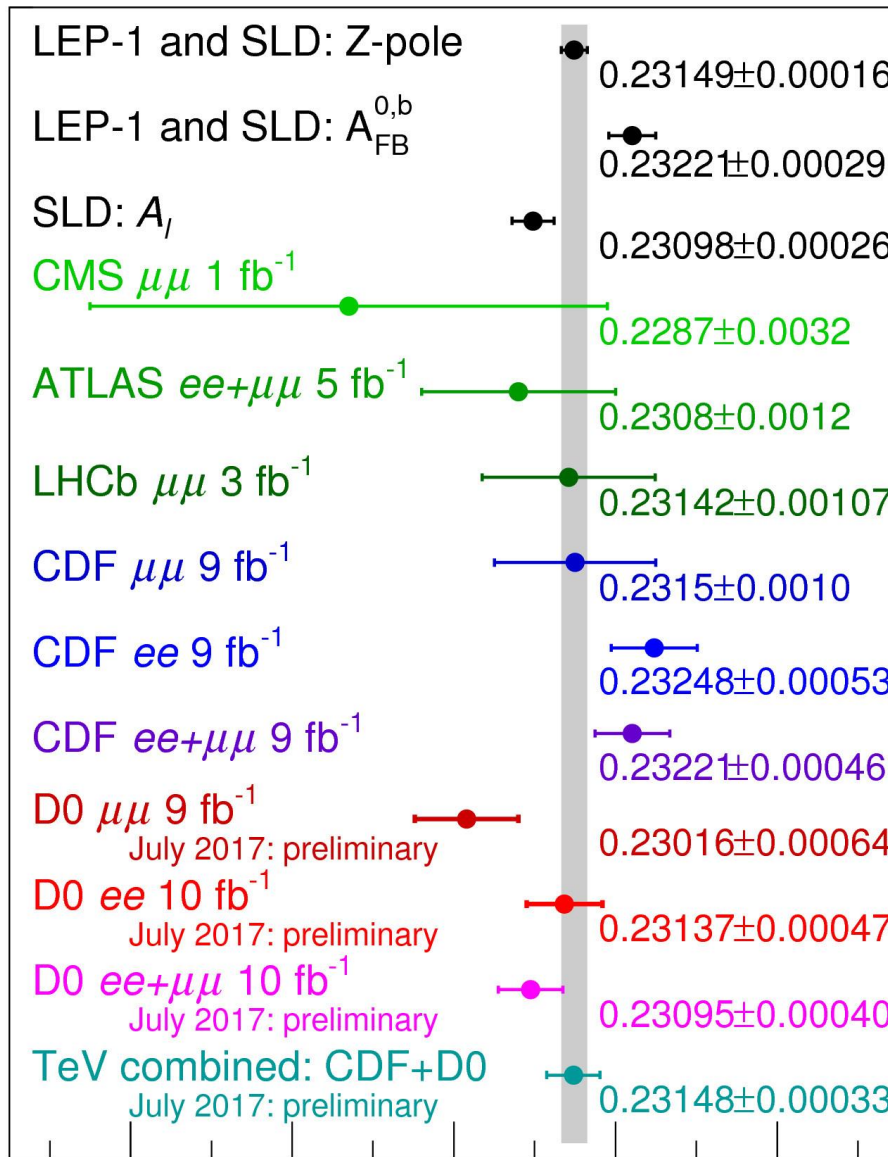 LEP-1 and SLD: Z-pole
0.23149±0.00016
LEP-1 and SLD: A_FB^0,b
0.23221±0.00029
SLD: A_l
0.23098±0.00026
CMS μμ 1 fb⁻¹
0.2287±0.0032
ATLAS ee+μμ 5 fb⁻¹
0.2308±0.0012
LHCb μμ 3 fb⁻¹
0.23142±0.00107
CDF μμ 9 fb⁻¹
0.2315±0.0010
CDF ee 9 fb⁻¹
0.23248±0.00053
CDF ee+μμ 9 fb⁻¹
0.23221±0.00046
D0 μμ 9 fb⁻¹
July 2017: preliminary
0.23016±0.00064
D0 ee 10 fb⁻¹
July 2017: preliminary
0.23137±0.00047
D0 ee+μμ 10 fb⁻¹
July 2017: preliminary
0.23095±0.00040
TeV combined: CDF+D0
July 2017: preliminary
0.23148±0.00033